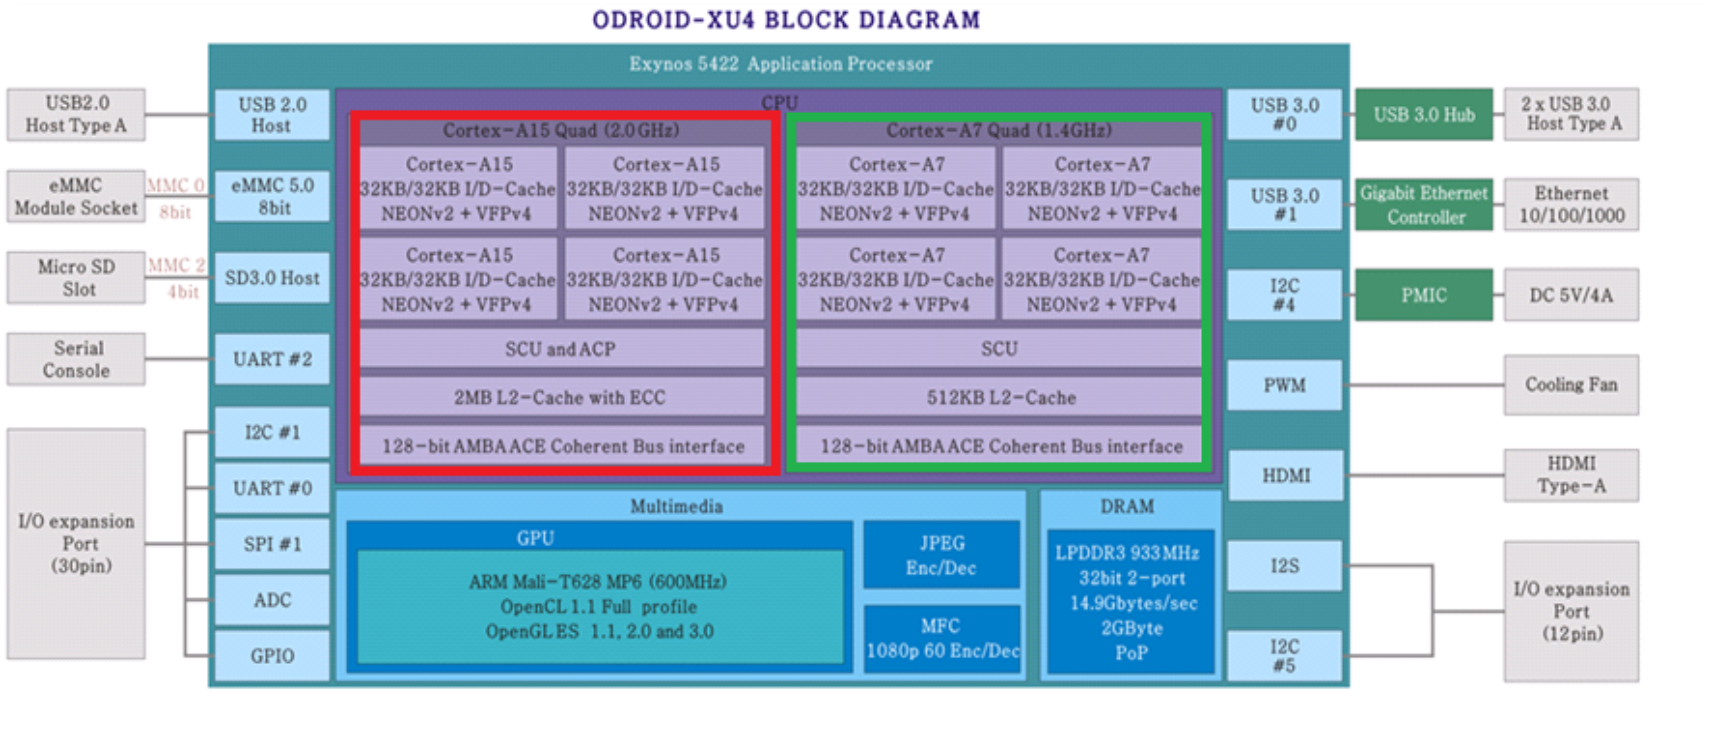 ODROID-XU4 BLOCK DIAGRAM
Exynos 5422 Application Processor
USB2.0
Host Type A
USB 2.0
Host
eMMC
Module Socket
MMC 0
8bit
eMMC 5.0
8bit
Micro SD
Slot
MMC 2
4bit
SD3.0 Host
Serial
Console
UART #2
I/O expansion
Port
(30pin)
I2C #1
UART #0
SPI #1
ADC
GPIO
CPU
Cortex-A15 Quad (2.0GHz)
Cortex-A15
32KB/32KB I/D-Cache
NEONv2 + VFPv4
Cortex-A15
32KB/32KB I/D-Cache
NEONv2 + VFPv4
Cortex-A15
32KB/32KB I/D-Cache
NEONv2 + VFPv4
Cortex-A15
32KB/32KB I/D-Cache
NEONv2 + VFPv4
SCU and ACP
2MB L2-Cache with ECC
128-bit AMBA ACE Coherent Bus interface
Cortex-A7 Quad (1.4GHz)
Cortex-A7
32KB/32KB I/D-Cache
NEONv2 + VFPv4
Cortex-A7
32KB/32KB I/D-Cache
NEONv2 + VFPv4
Cortex-A7
32KB/32KB I/D-Cache
NEONv2 + VFPv4
Cortex-A7
32KB/32KB I/D-Cache
NEONv2 + VFPv4
SCU
512KB L2-Cache
128-bit AMBA ACE Coherent Bus interface
Multimedia
GPU
ARM Mali-T628 MP6 (600MHz)
OpenCL 1.1 Full profile
OpenGL ES 1.1, 2.0 and 3.0
JPEG
Enc/Dec
MFC
1080p 60 Enc/Dec
DRAM
LPDDR3 933MHz
32bit 2-port
14.9Gbytes/sec
2GByte
PoP
USB 3.0
#0
USB 3.0 Hub
2 x USB 3.0
Host Type A
USB 3.0
#1
Gigabit Ethernet
Controller
Ethernet
10/100/1000
I2C
#4
PMIC
DC 5V/4A
PWM
Cooling Fan
HDMI
HDMI
Type-A
I2S
I2C
#5
I/O expansion
Port
(12pin)